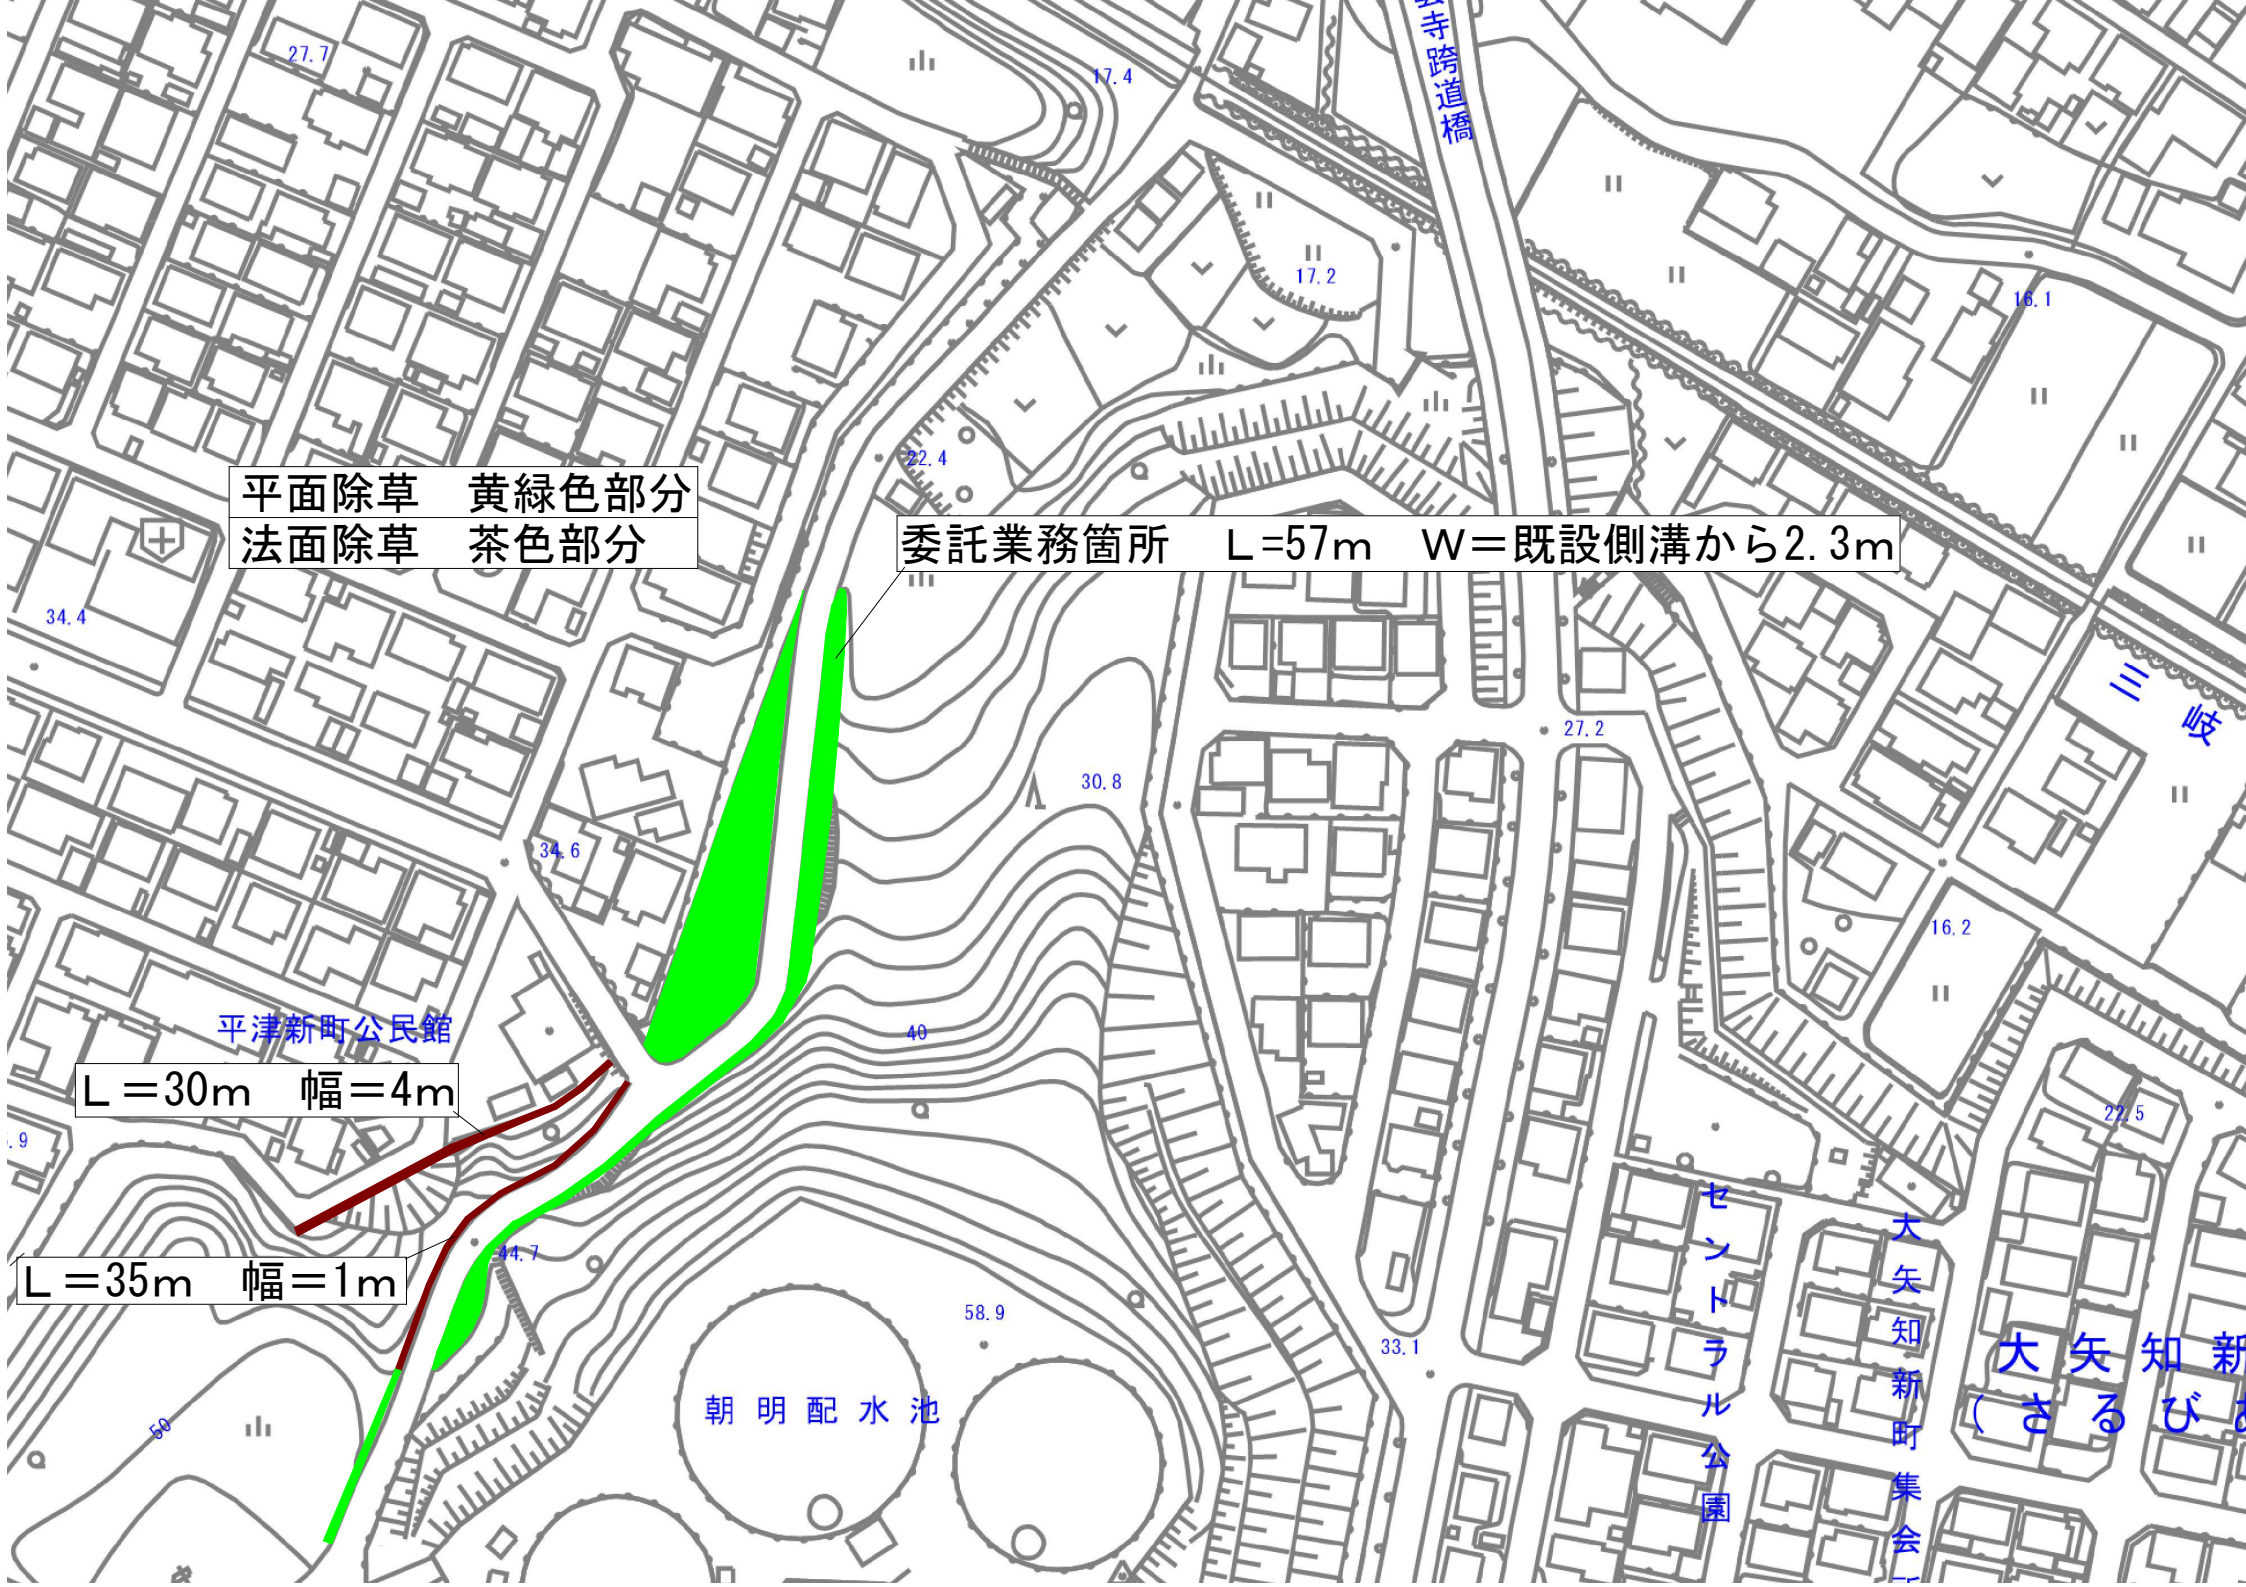 27.7
17.4
寺跨道橋
17.2
16.1
22.4
平面除草　黄緑色部分
法面除草　茶色部分
委託業務箇所　L=57m　W＝既設側溝から2.3m
34.4
三岐
27.2
30.8
34.6
16.2
平津新町公民館
40
L＝30m　幅＝4m
22.5
.9
44.7
L＝35m　幅＝1m
58.9
33.1
セントラル公園
大矢知新町集会
大矢知新
（さるび
朝明配水池
50